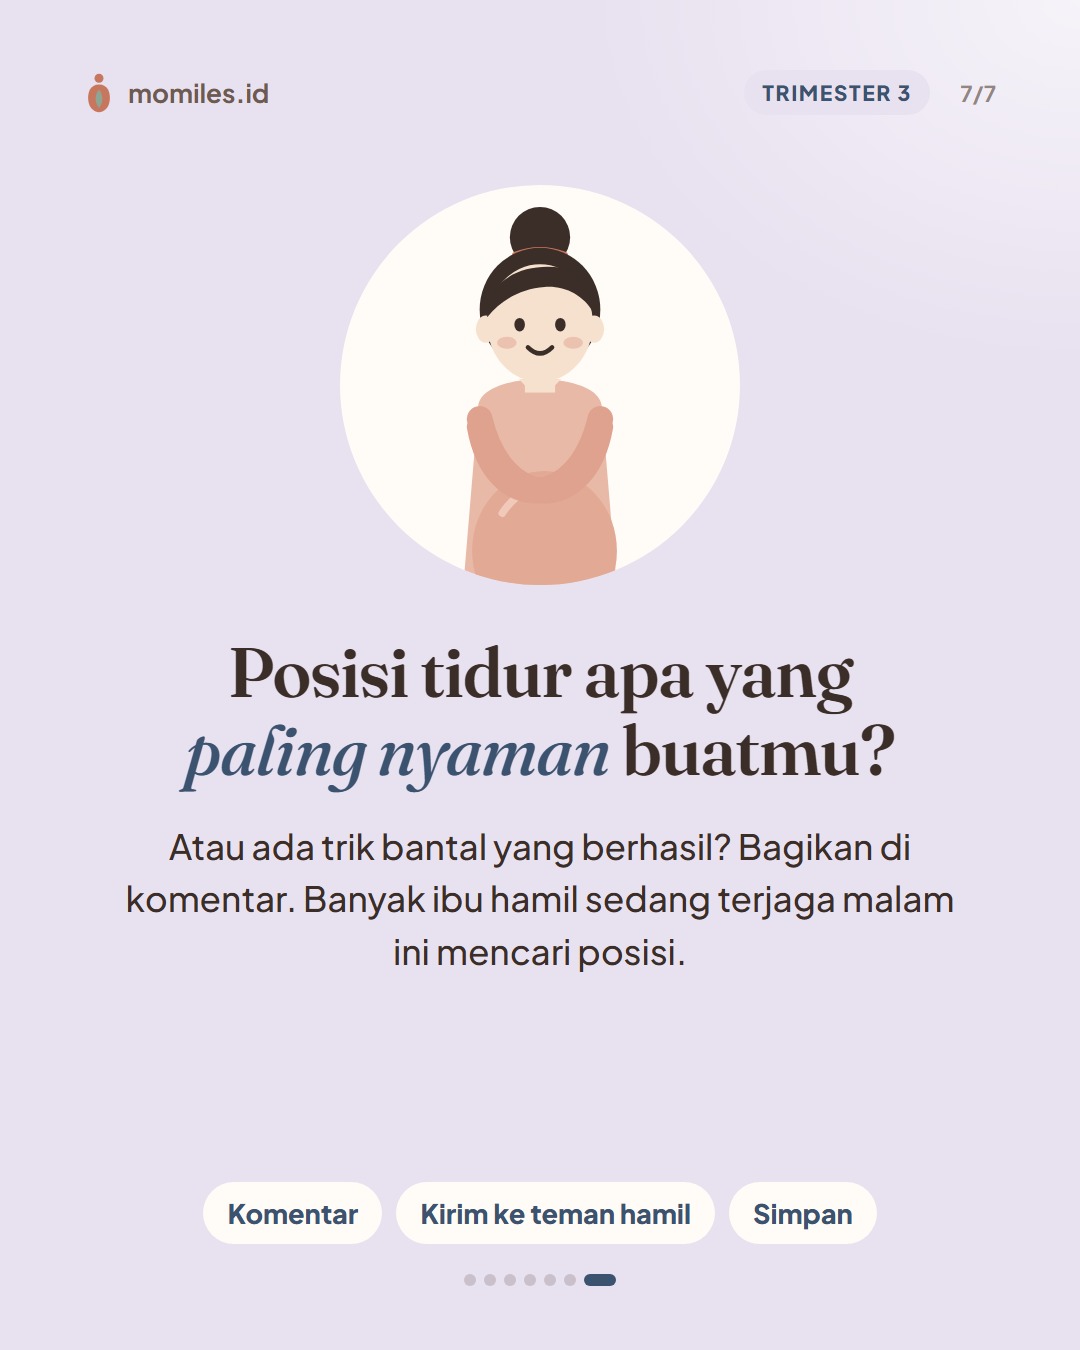 momiles.id
TRIMESTER 3
7/7
Posisi tidur apa yang
paling nyaman buatmu?
Atau ada trik bantal yang berhasil? Bagikan di
komentar. Banyak ibu hamil sedang terjaga malam
ini mencari posisi.
Komentar
Kirim ke teman hamil
Simpan